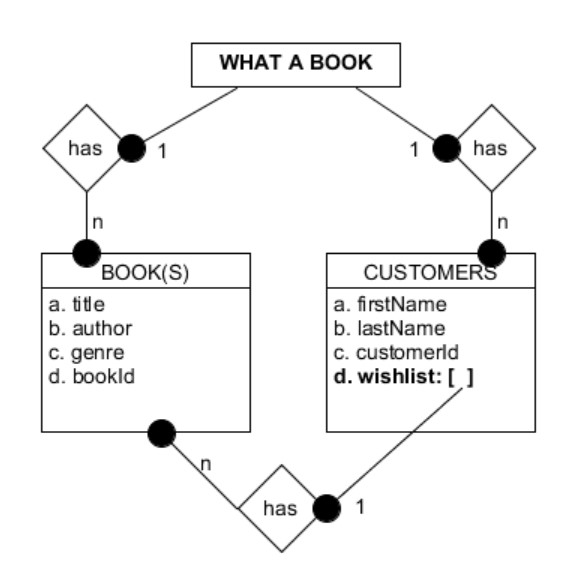 WHAT A BOOK
has
1
1
has
n
n
BOOK(S)
a. title
b. author
c. genre
d. bookId
CUSTOMERS
a. firstName
b. lastName
c. customerId
d. wishlist: [ ]
n
has
1